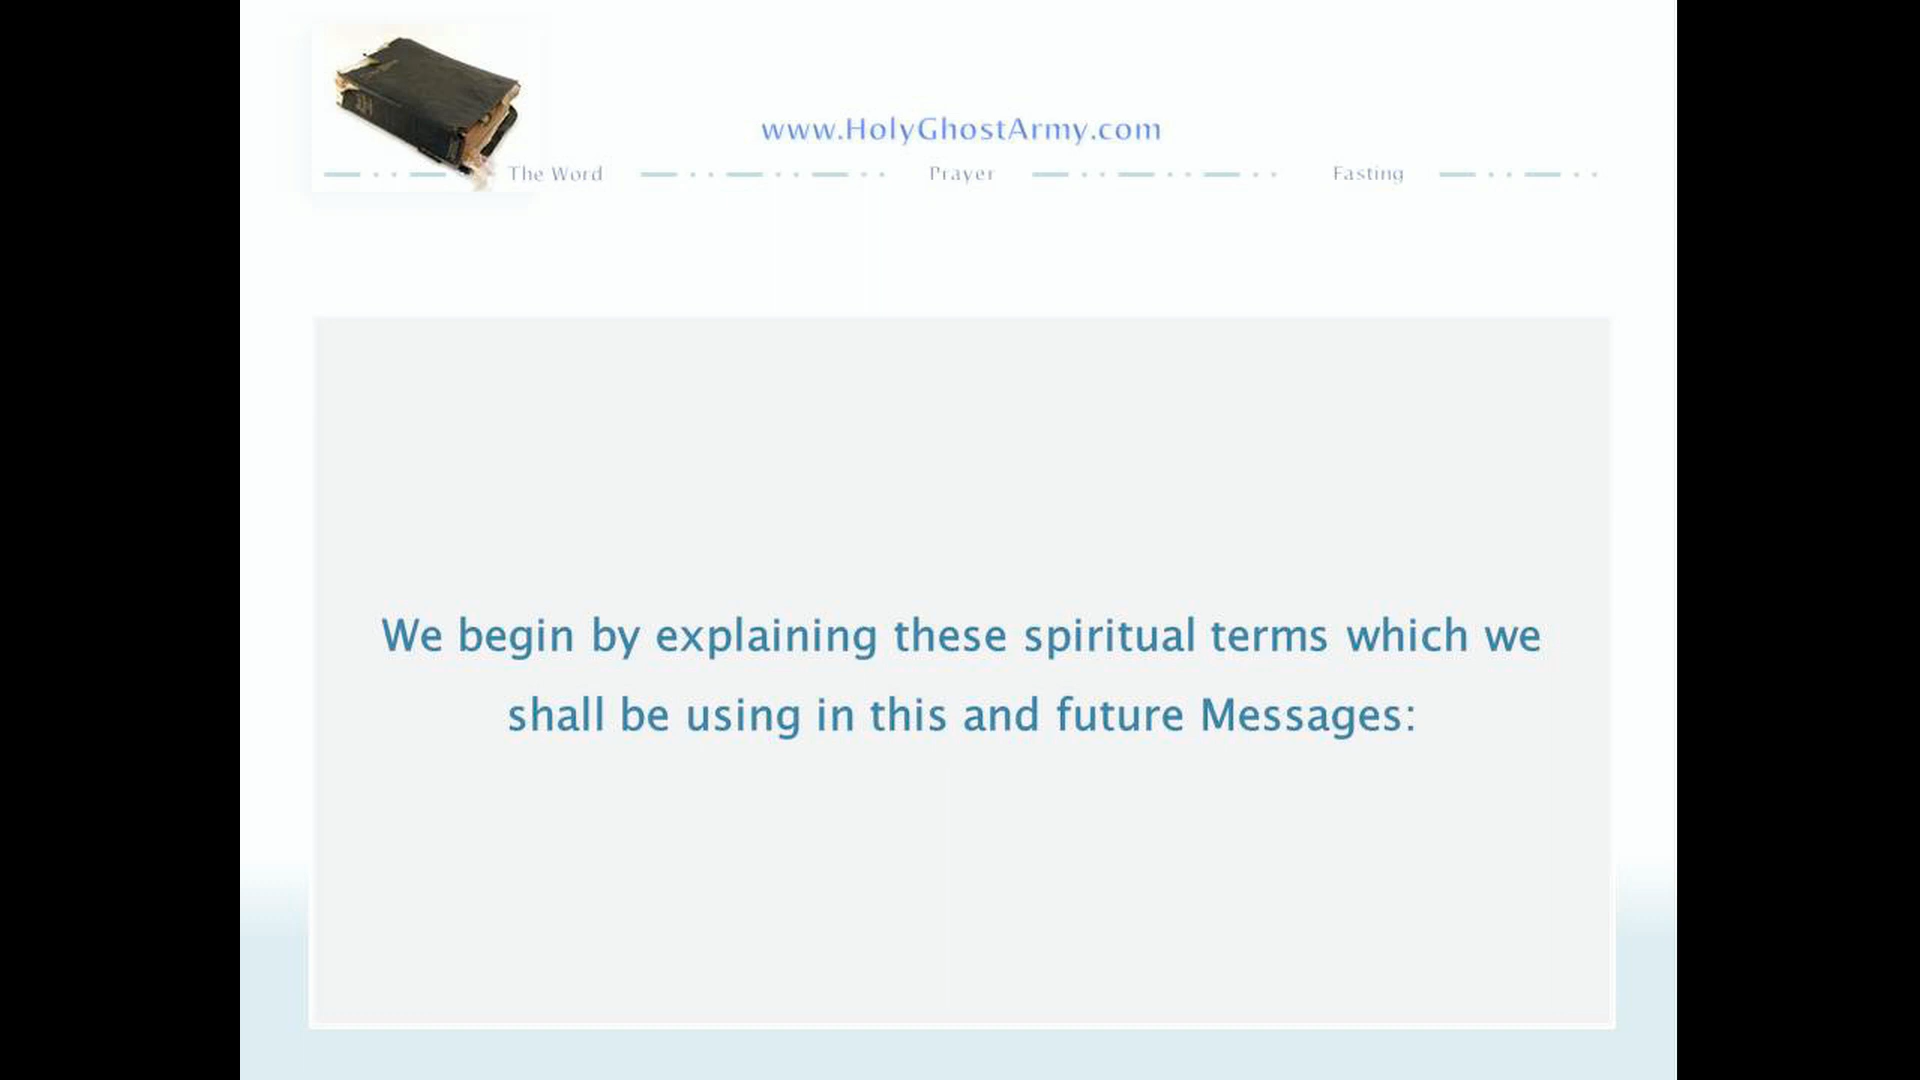 www.HolyGhostArmy.com
The Word Prayer Fasting
We begin by explaining these spiritual terms which we
shall be using in this and future Messages: